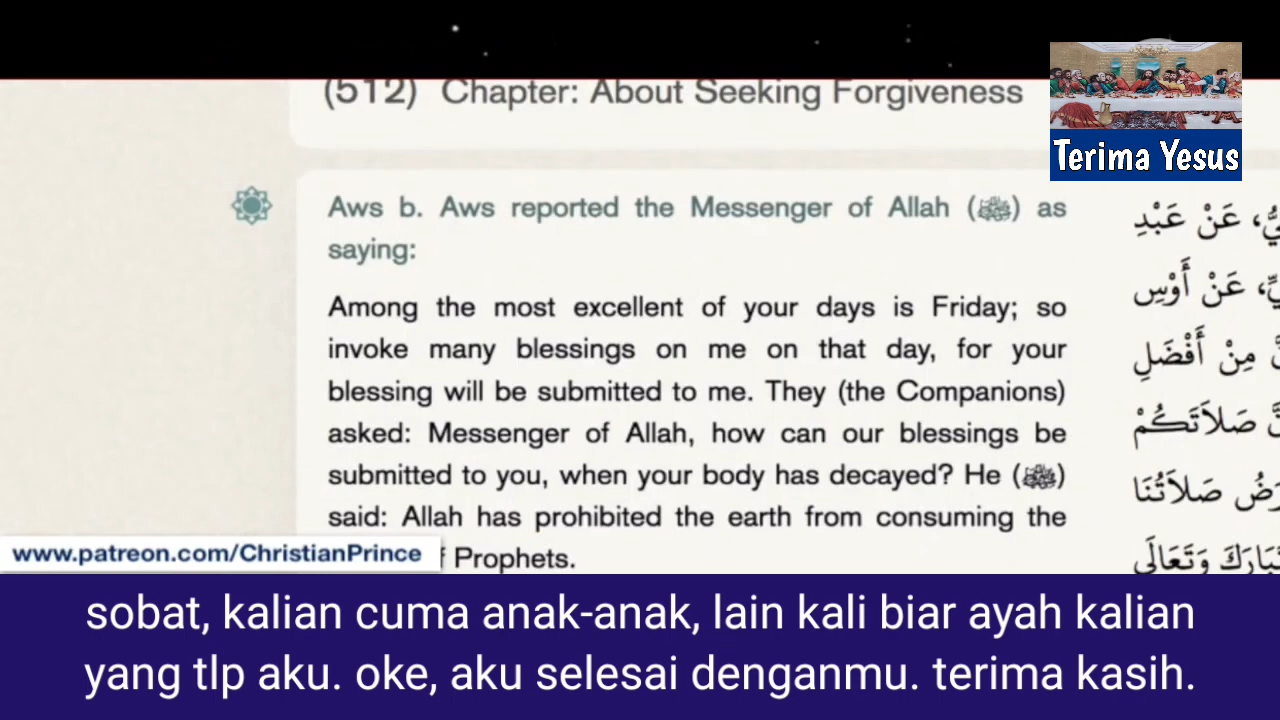 (512) Chapter: About Seeking Forgiveness
Terima Yesus
Aws b. Aws reported the Messenger of Allah (ﷺ) as
saying:
Among the most excellent of your days is Friday; so
invoke many blessings on me on that day, for your
blessing will be submitted to me. They (the Companions)
asked: Messenger of Allah, how can our blessings be
submitted to you, when your body has decayed? He (ﷺ)
said: Allah has prohibited the earth from consuming the
Prophets.
عَنْ عَبْدِ
عَنْ أَوْسِ
مِنْ أَفْضَلِ
صَلاَتَكُمْ
صَلاَتُنَا
وَتَعَالَى
www.patreon.com/ChristianPrince
sobat, kalian cuma anak-anak, lain kali biar ayah kalian
yang tlp aku. oke, aku selesai denganmu. terima kasih.